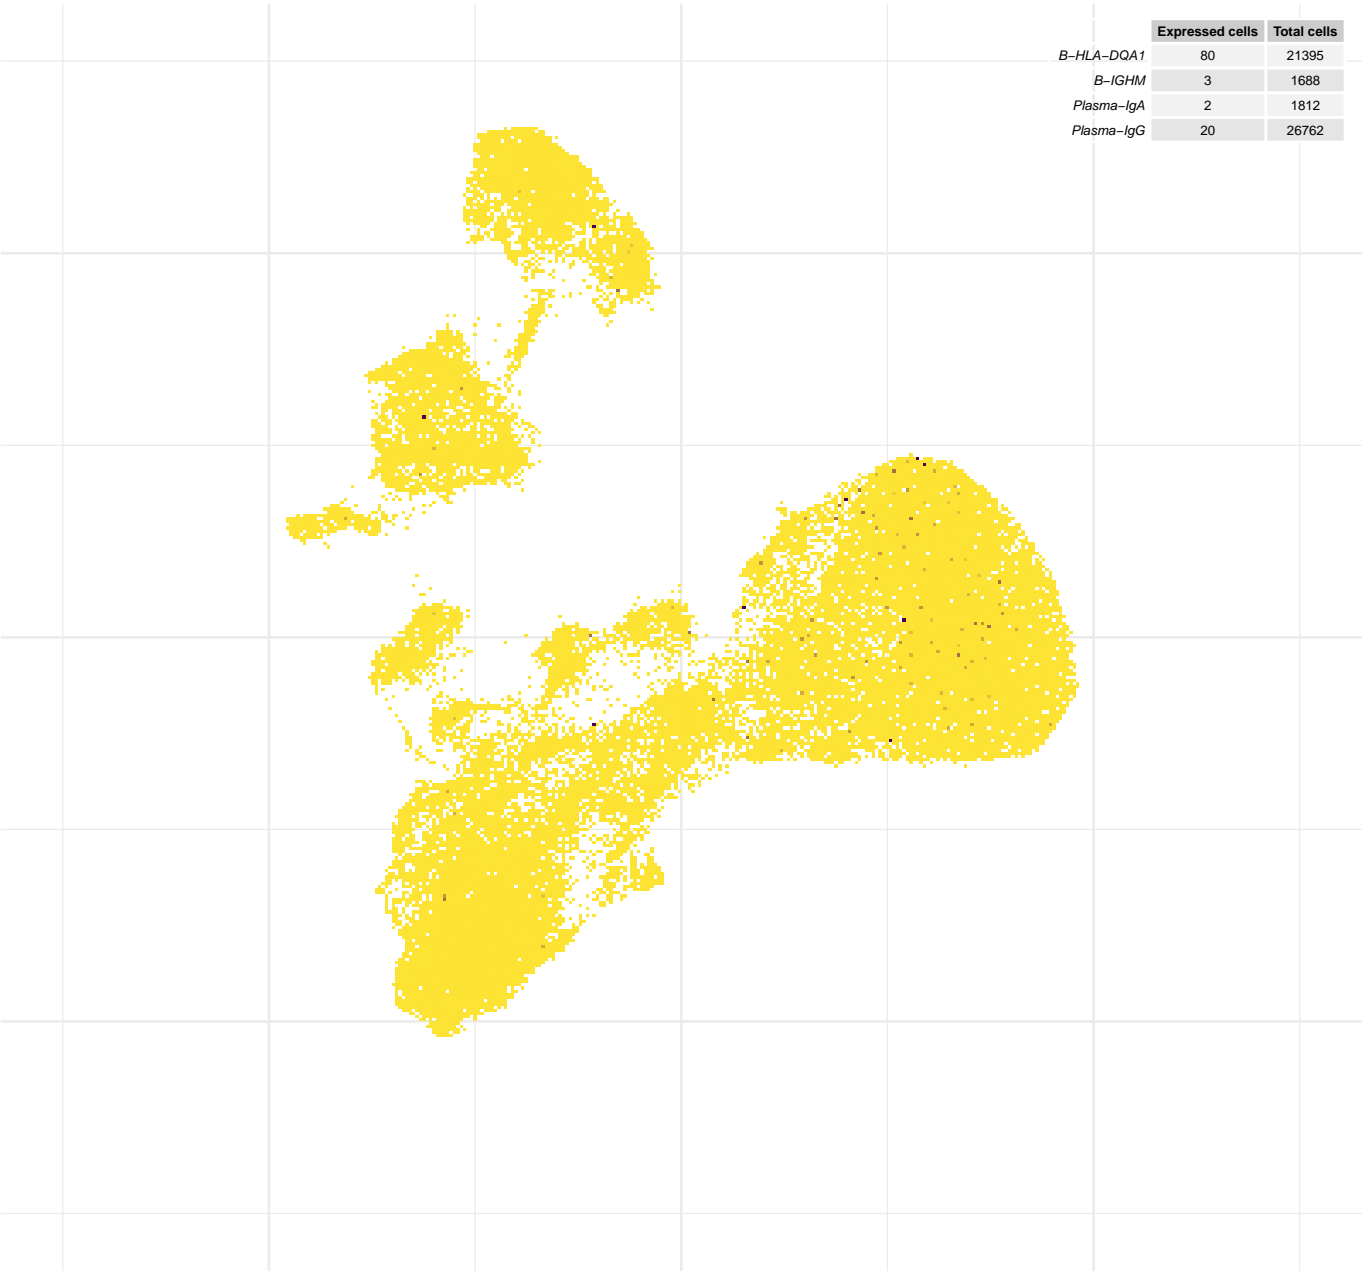 Expressed cells Total cells
B−HLA−DQA1 80 21395
B−IGHM 3 1688
Plasma−IgA 2 1812
Plasma−IgG 20 26762